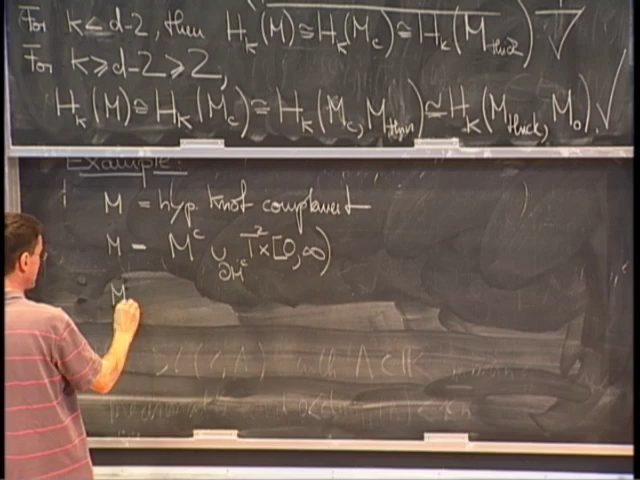 For k ≤ d-2, then H_k(M) ≅ H_k(M_c) ≅ H_k(M_thick) √
For k ≥ d-2 ≥ 2,
H_k(M) ≅ H_k(M_c) ≅ H_k(M_c, M_thin) ≅ H_k(M_thick, M_0). √
Example:
M = hyp. knot complement
M = M^c ∪_{∂M^c} T^2 × [0, ∞)
M